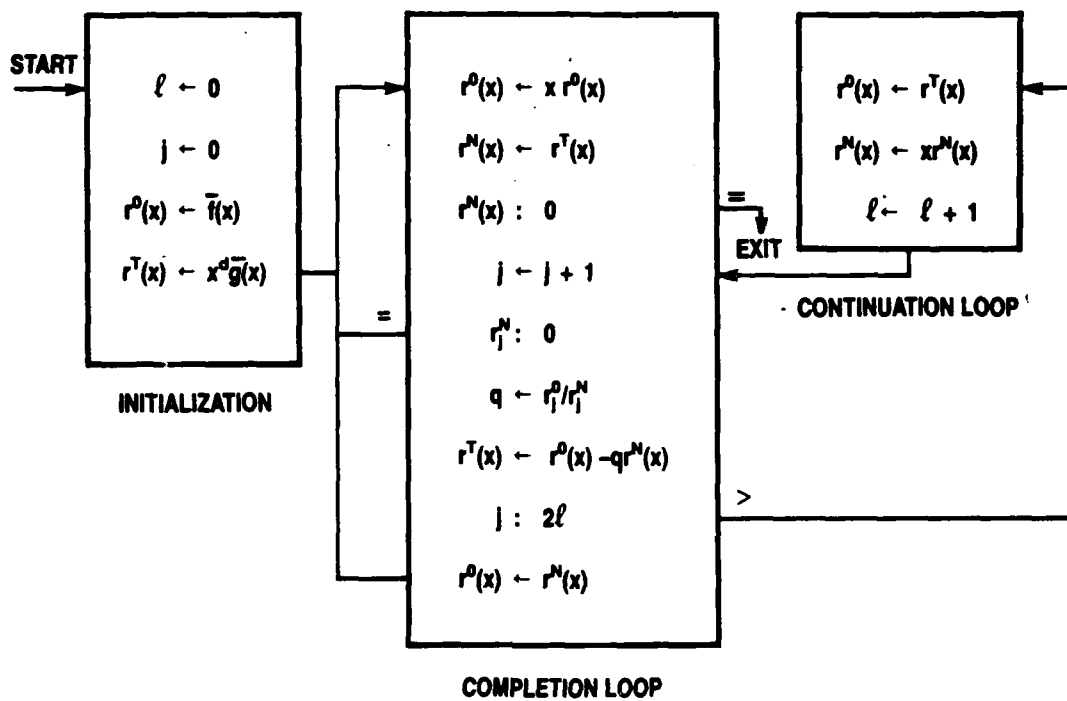 START
ℓ ← 0
j ← 0
r⁰(x) ← f̄(x)
rᵀ(x) ← xᵈḡ(x)
INITIALIZATION
r⁰(x) ← x r⁰(x)
rᴺ(x) ← rᵀ(x)
rᴺ(x) : 0
=
EXIT
j ← j + 1
=
rⱼᴺ : 0
q ← rⱼ⁰/rⱼᴺ
rᵀ(x) ← r⁰(x) –qrᴺ(x)
j : 2ℓ
>
r⁰(x) ← rᴺ(x)
COMPLETION LOOP
r⁰(x) ← rᵀ(x)
rᴺ(x) ← xrᴺ(x)
ℓ ← ℓ + 1
CONTINUATION LOOP